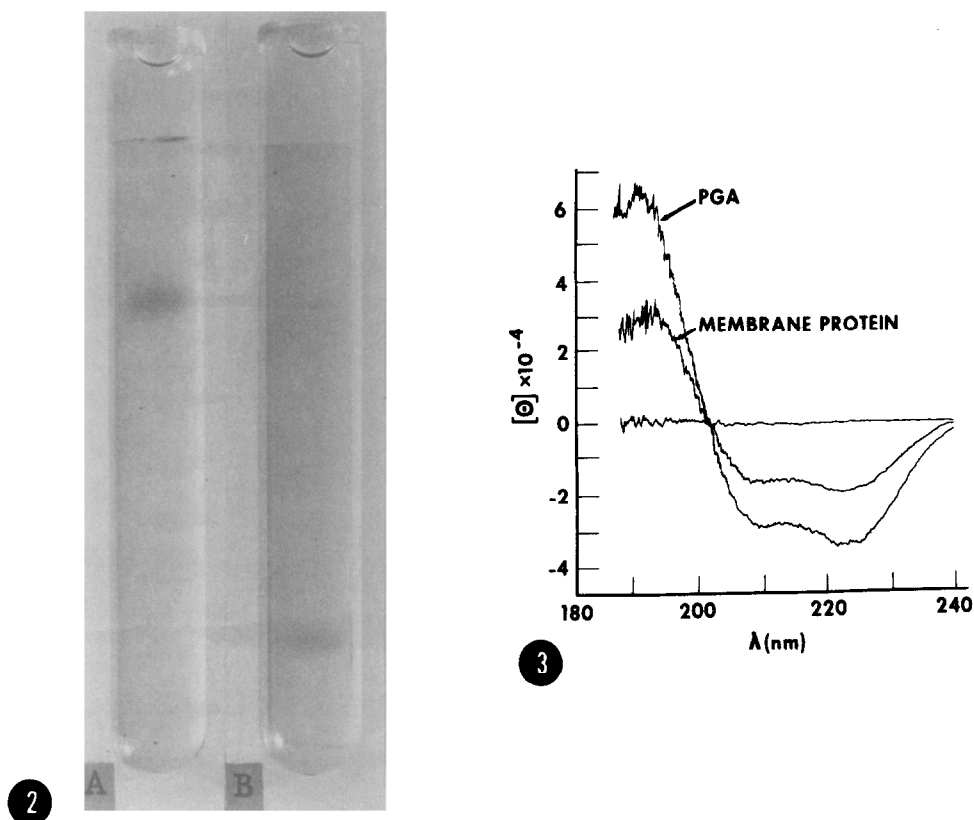 A
B
2
PGA
MEMBRANE PROTEIN
[Θ] ×10⁻⁴
6
4
2
0
-2
-4
180
200
220
240
λ (nm)
3